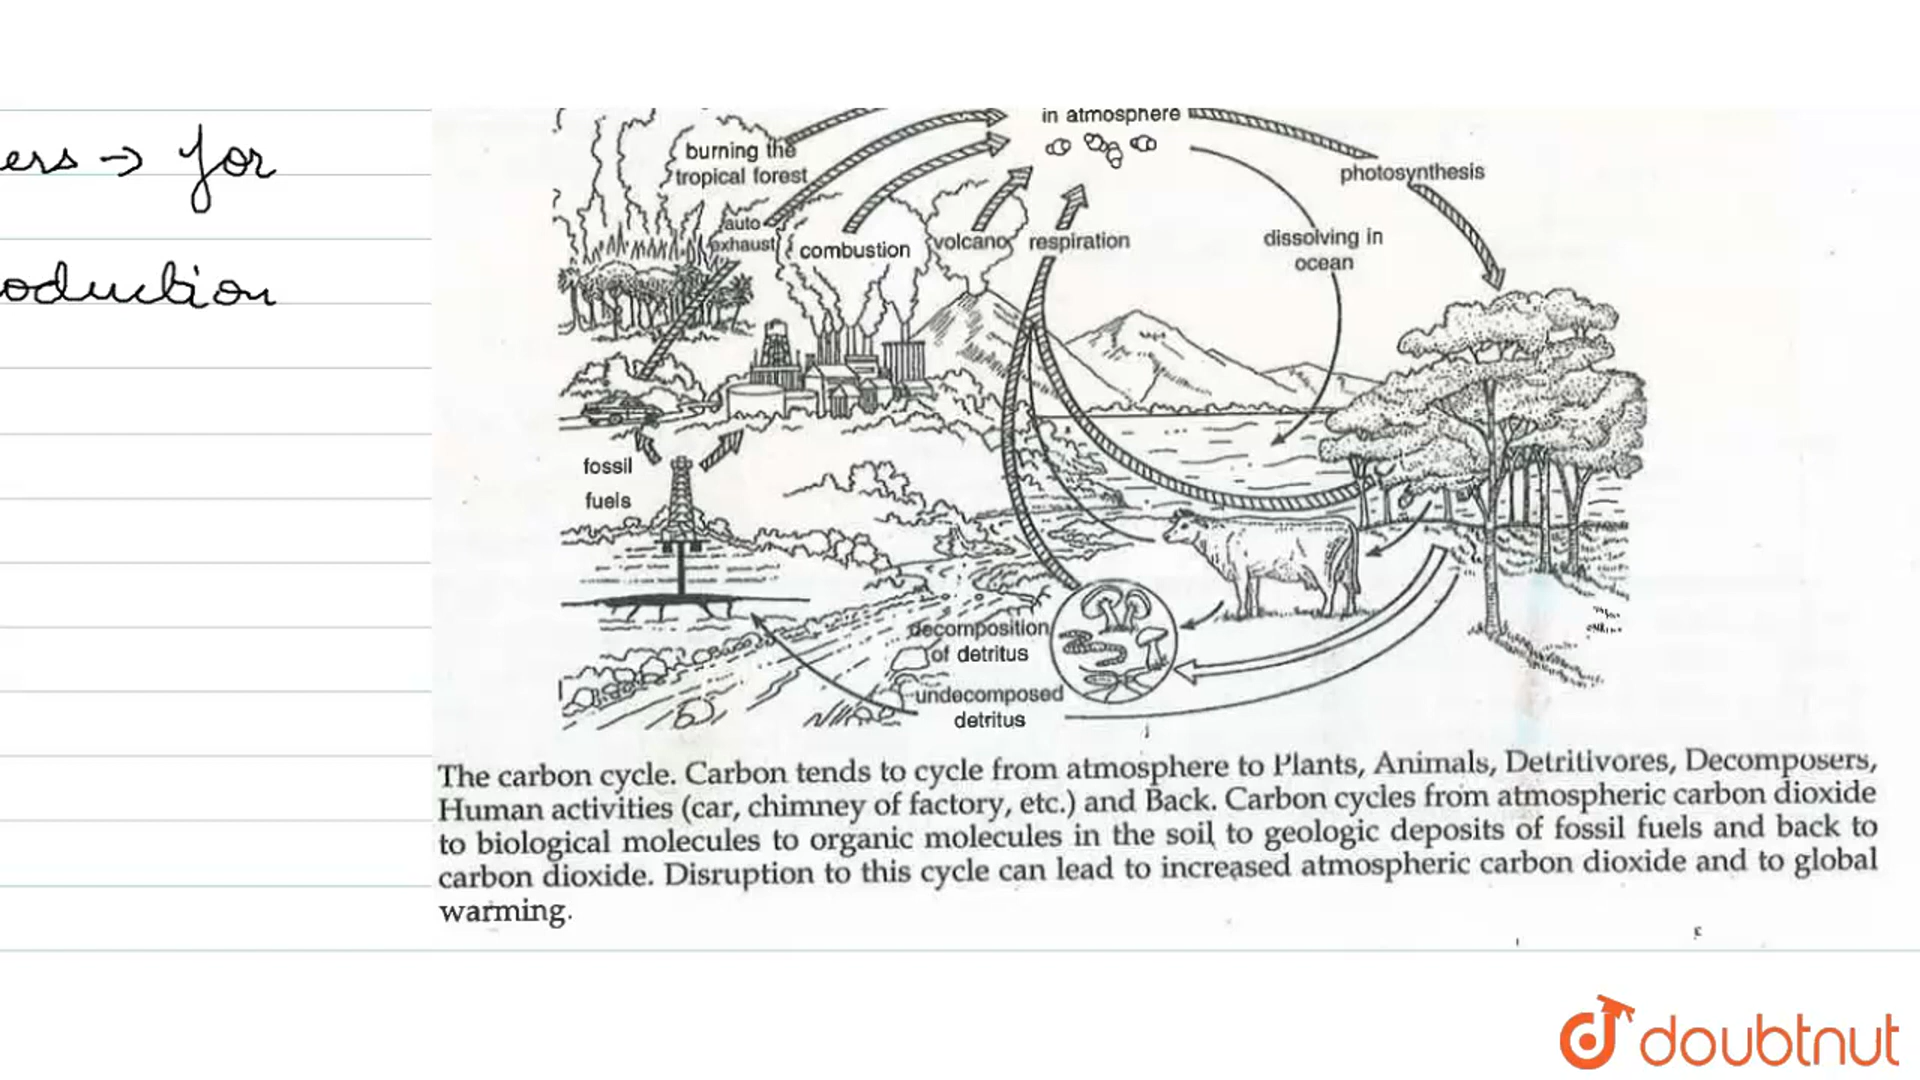 ers → for
oduction
in atmosphere
burning the
tropical forest
photosynthesis
auto
exhaust
combustion
volcano
respiration
dissolving in
ocean
fossil
fuels
decomposition
of detritus
undecomposed
detritus
The carbon cycle. Carbon tends to cycle from atmosphere to Plants, Animals, Detritivores, Decomposers,
Human activities (car, chimney of factory, etc.) and Back. Carbon cycles from atmospheric carbon dioxide
to biological molecules to organic molecules in the soil to geologic deposits of fossil fuels and back to
carbon dioxide. Disruption to this cycle can lead to increased atmospheric carbon dioxide and to global
warming.
doubtnut